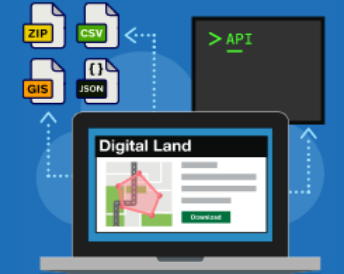 ZIP
CSV
> API
GIS
{}
JSON
Digital Land
Download